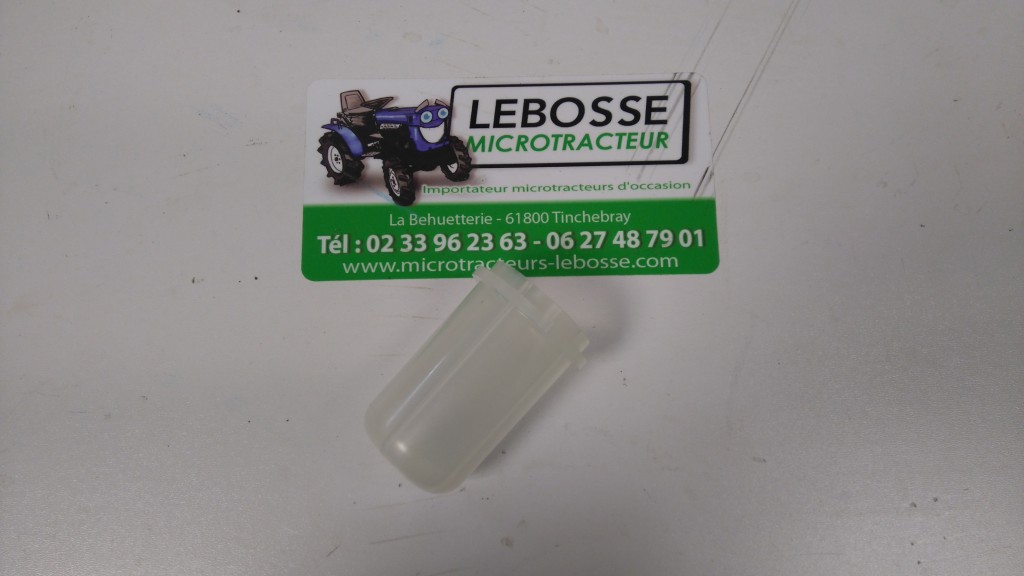 LEBOSSE
MICROTRACTEUR
Importateur microtracteurs d'occasion
La Behuetterie - 61800 Tinchebray
Tél : 02 33 96 23 63 - 06 27 48 79 01
www.microtracteurs-lebosse.com